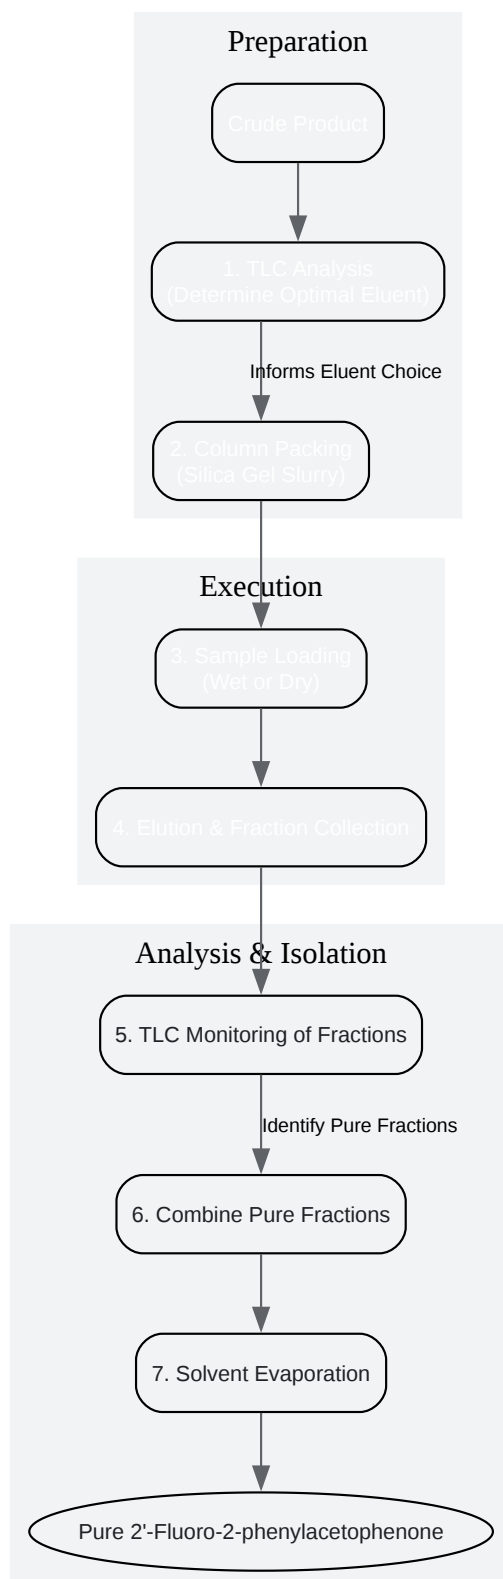 Preparation
Crude Product
1. TLC Analysis
(Determine Optimal Eluent)
Informs Eluent Choice
2. Column Packing
(Silica Gel Slurry)
Execution
3. Sample Loading
(Wet or Dry)
4. Elution & Fraction Collection
Analysis & Isolation
5. TLC Monitoring of Fractions
Identify Pure Fractions
6. Combine Pure Fractions
7. Solvent Evaporation
Pure 2'-Fluoro-2-phenylacetophenone